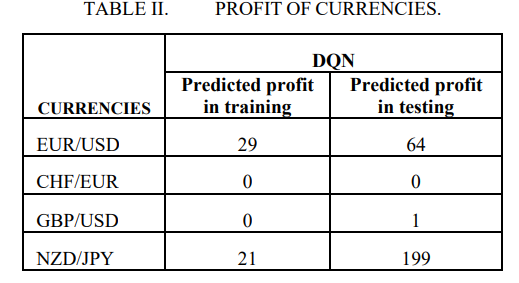 TABLE II. PROFIT OF CURRENCIES.
CURRENCIES DQN
Predicted profit in training Predicted profit in testing
EUR/USD 29 64
CHF/EUR 0 0
GBP/USD 0 1
NZD/JPY 21 199